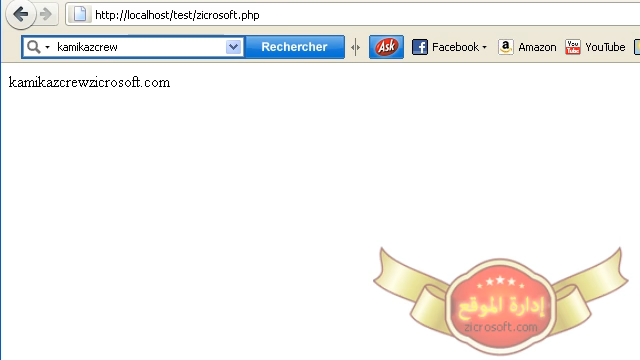 http://localhost/test/zicrosoft.php
kamikazcrew Rechercher Ask Facebook Amazon YouTube
kamikazcrewzicrosoft.com
إدارة الموقع
zicrosoft.com